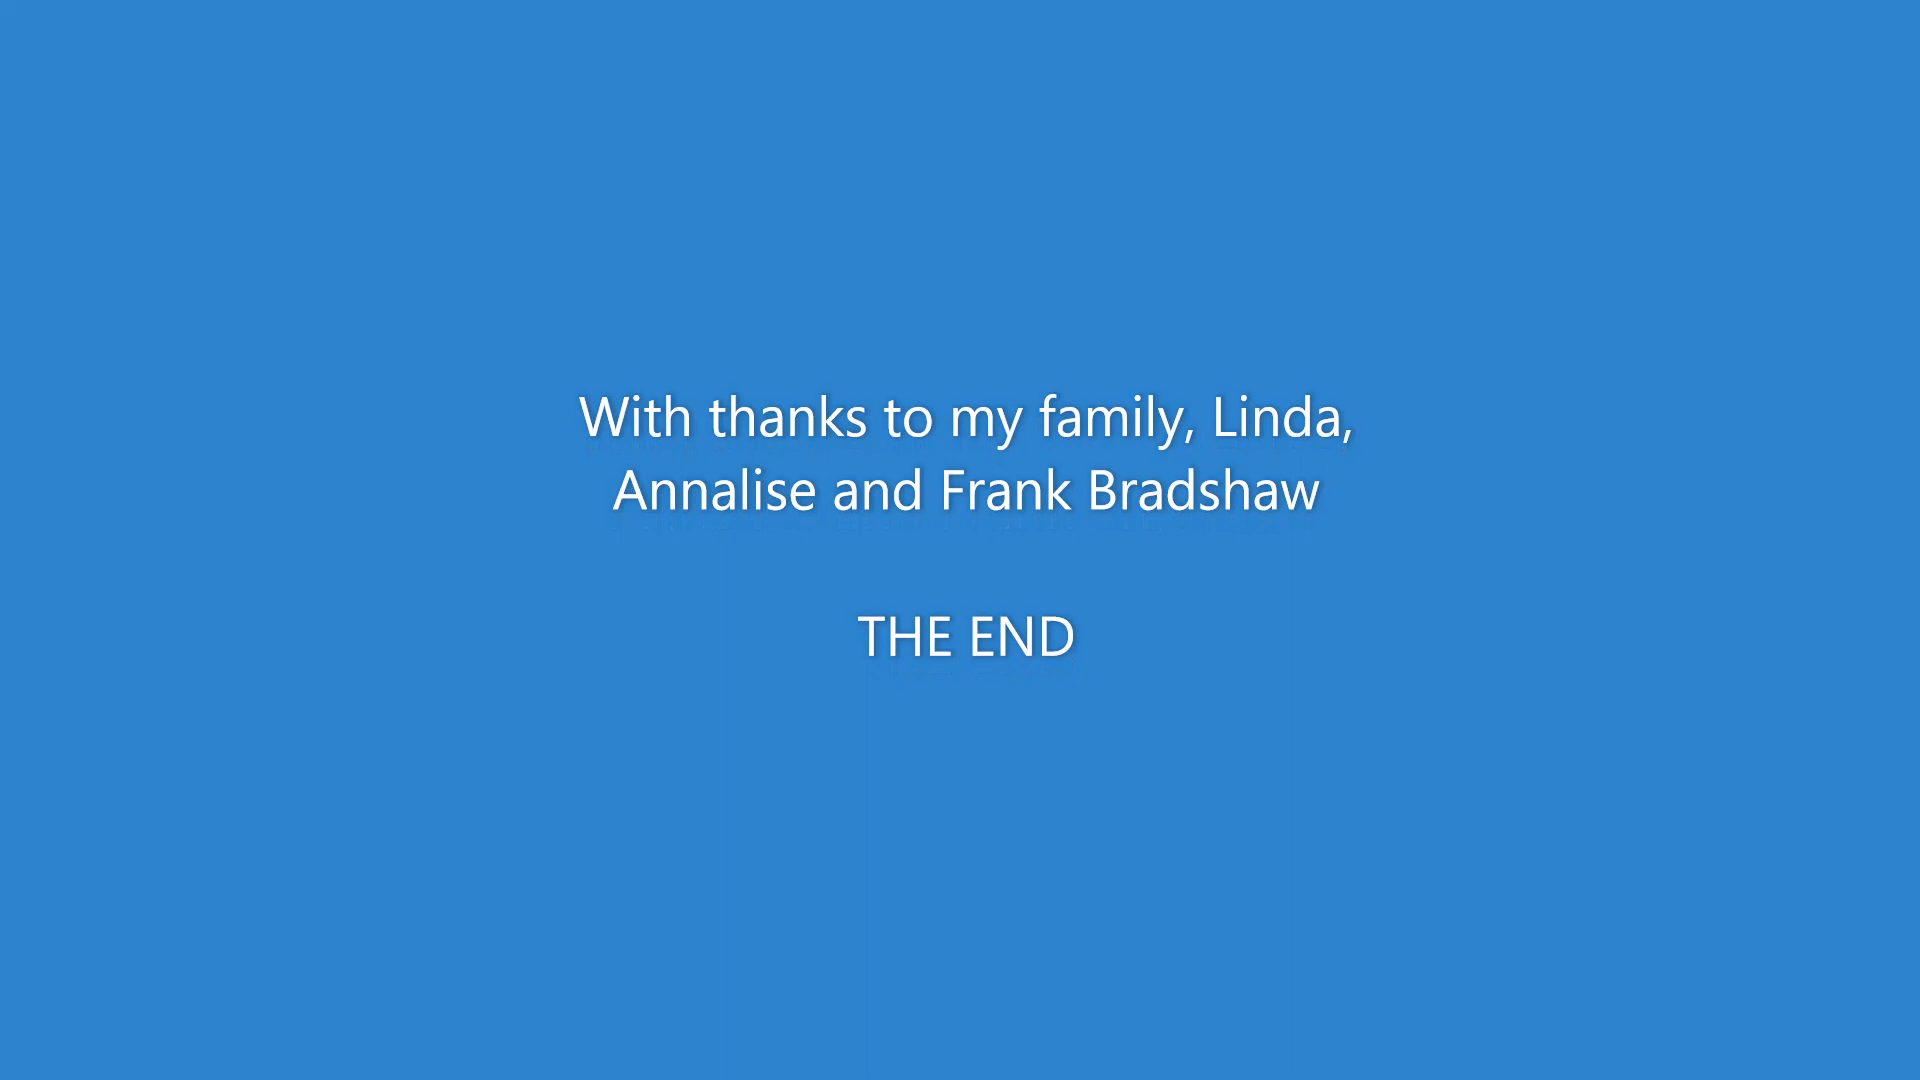 With thanks to my family, Linda,
Annalise and Frank Bradshaw
THE END